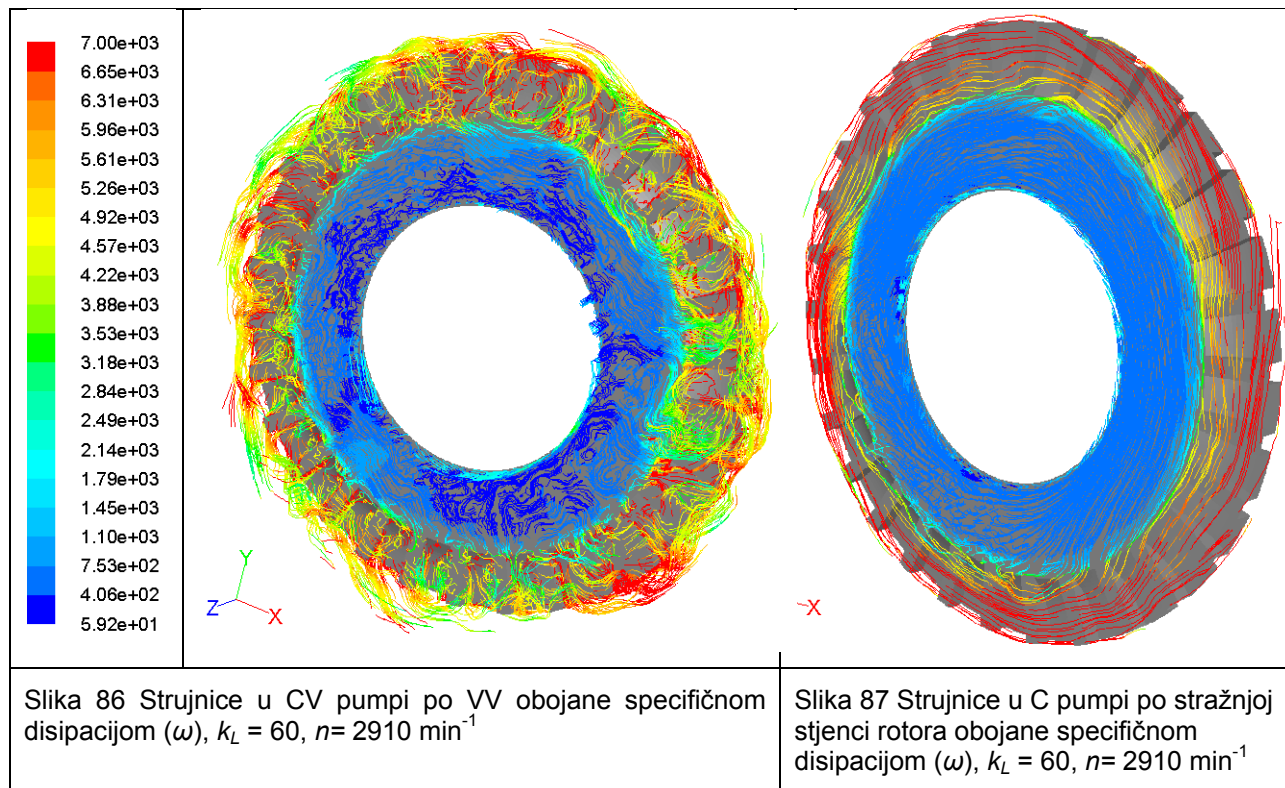 7.00e+03
6.65e+03
6.31e+03
5.96e+03
5.61e+03
5.26e+03
4.92e+03
4.57e+03
4.22e+03
3.88e+03
3.53e+03
3.18e+03
2.84e+03
2.49e+03
2.14e+03
1.79e+03
1.45e+03
1.10e+03
7.53e+02
4.06e+02
5.92e+01
Y
Z
X
X
Slika 86 Strujnice u CV pumpi po VV obojane specifičnom
disipacijom (ω), kL = 60, n= 2910 min-1
Slika 87 Strujnice u C pumpi po stražnjoj
stjenci rotora obojane specifičnom
disipacijom (ω), kL = 60, n= 2910 min-1